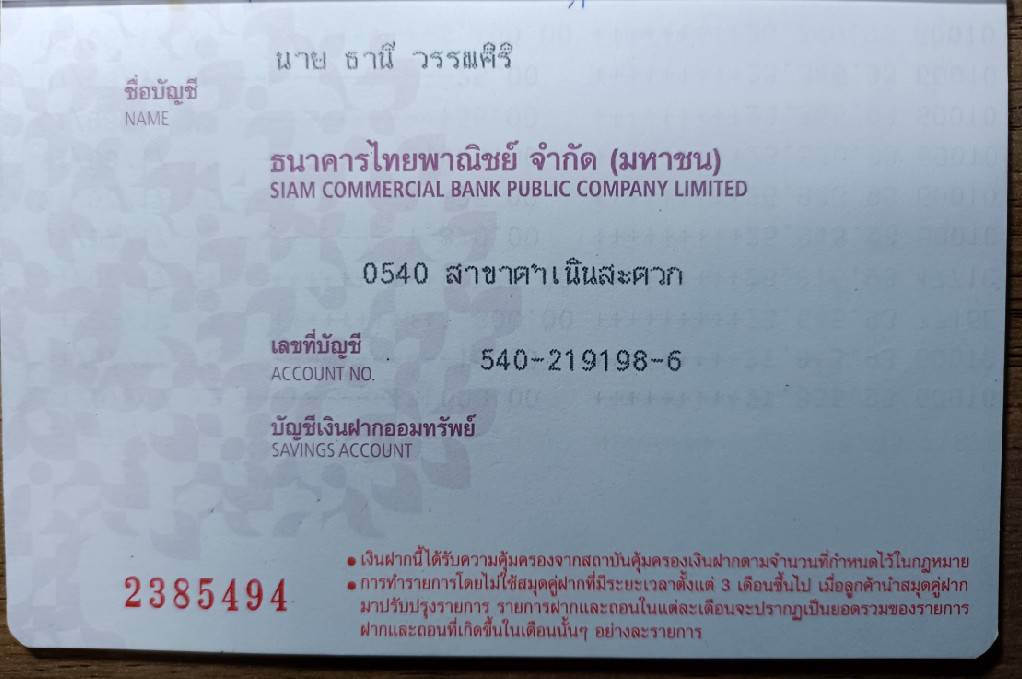 นาย ธานี วรรณศิริ
ชื่อบัญชี
NAME
ธนาคารไทยพาณิชย์ จำกัด (มหาชน)
SIAM COMMERCIAL BANK PUBLIC COMPANY LIMITED
0540 สาขาดำเนินสะดวก
เลขที่บัญชี 540-219198-6
ACCOUNT NO.
บัญชีเงินฝากออมทรัพย์
SAVINGS ACCOUNT
2385494
● เงินฝากนี้ได้รับความคุ้มครองจากสถาบันคุ้มครองเงินฝากตามจำนวนที่กำหนดไว้ในกฎหมาย
● การทำรายการโดยไม่ใช้สมุดคู่ฝากที่มีระยะเวลาตั้งแต่ 3 เดือนขึ้นไป เมื่อลูกค้านำสมุดคู่ฝาก
มาปรับปรุงรายการ รายการฝากและถอนในแต่ละเดือนจะปรากฏเป็นยอดรวมของรายการ
ฝากและถอนที่เกิดขึ้นในเดือนนั้นๆ อย่างละรายการ